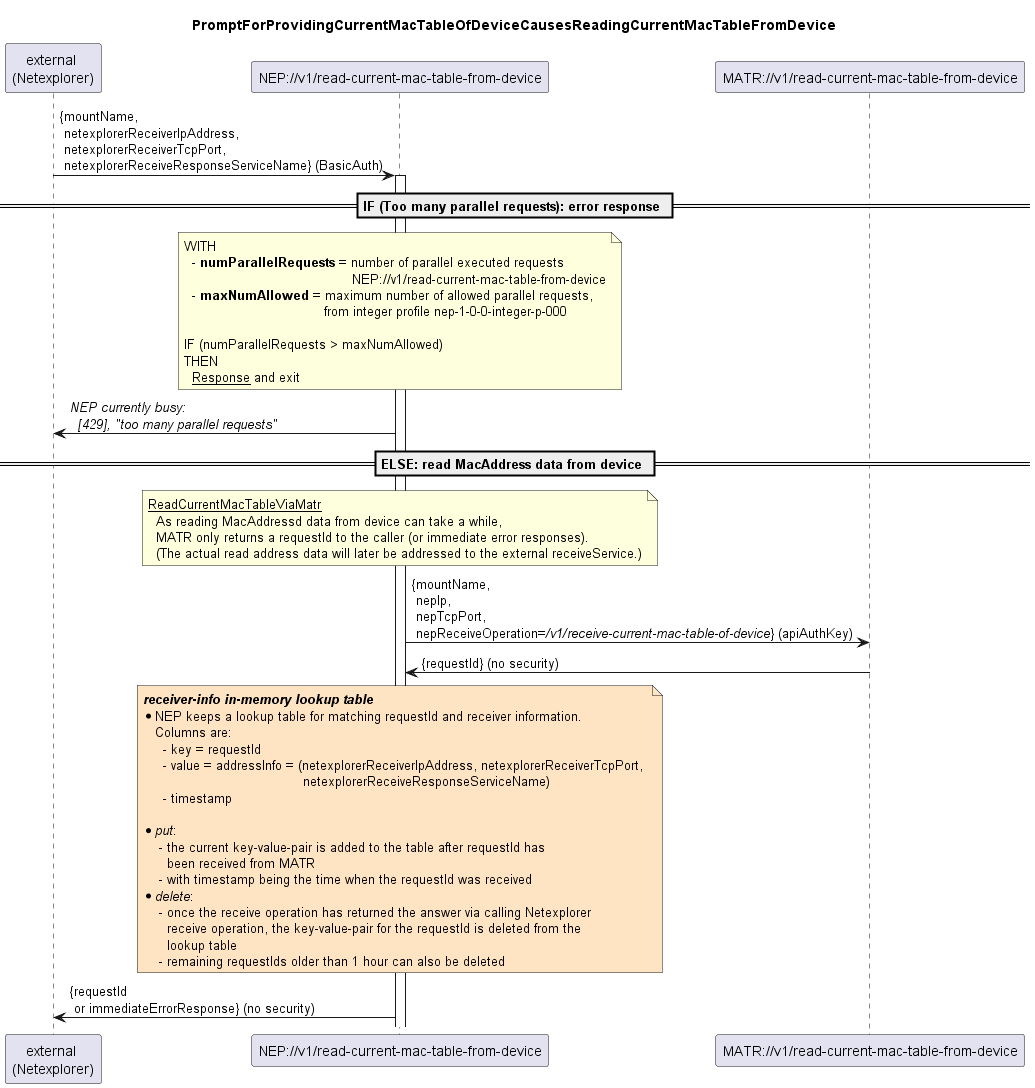 PromptForProvidingCurrentMacTableOfDeviceCausesReadingCurrentMacTableFromDevice
external
(Netexplorer)
NEP://v1/read-current-mac-table-from-device
MATR://v1/read-current-mac-table-from-device
{mountName,
netexplorerReceiverIpAddress,
netexplorerReceiverTcpPort,
netexplorerReceiveResponseServiceName} (BasicAuth)
IF (Too many parallel requests): error response
WITH
- numParallelRequests = number of parallel executed requests
NEP://v1/read-current-mac-table-from-device
- maxNumAllowed = maximum number of allowed parallel requests,
from integer profile nep-1-0-0-integer-p-000
IF (numParallelRequests > maxNumAllowed)
THEN
Response and exit
NEP currently busy:
[429], "too many parallel requests"
ELSE: read MacAddress data from device
ReadCurrentMacTableViaMatr
As reading MacAddressd data from device can take a while,
MATR only returns a requestId to the caller (or immediate error responses).
(The actual read address data will later be addressed to the external receiveService.)
{mountName,
nepIp,
nepTcpPort,
nepReceiveOperation=/v1/receive-current-mac-table-of-device} (apiAuthKey)
{requestId} (no security)
receiver-info in-memory lookup table
• NEP keeps a lookup table for matching requestId and receiver information.
Columns are:
- key = requestId
- value = addressInfo = (netexplorerReceiverIpAddress, netexplorerReceiverTcpPort,
netexplorerReceiveResponseServiceName)
- timestamp
• put:
- the current key-value-pair is added to the table after requestId has
been received from MATR
- with timestamp being the time when the requestId was received
• delete:
- once the receive operation has returned the answer via calling Netexplorer
receive operation, the key-value-pair for the requestId is deleted from the
lookup table
- remaining requestIds older than 1 hour can also be deleted
{requestId
or immediateErrorResponse} (no security)
external
(Netexplorer)
NEP://v1/read-current-mac-table-from-device
MATR://v1/read-current-mac-table-from-device